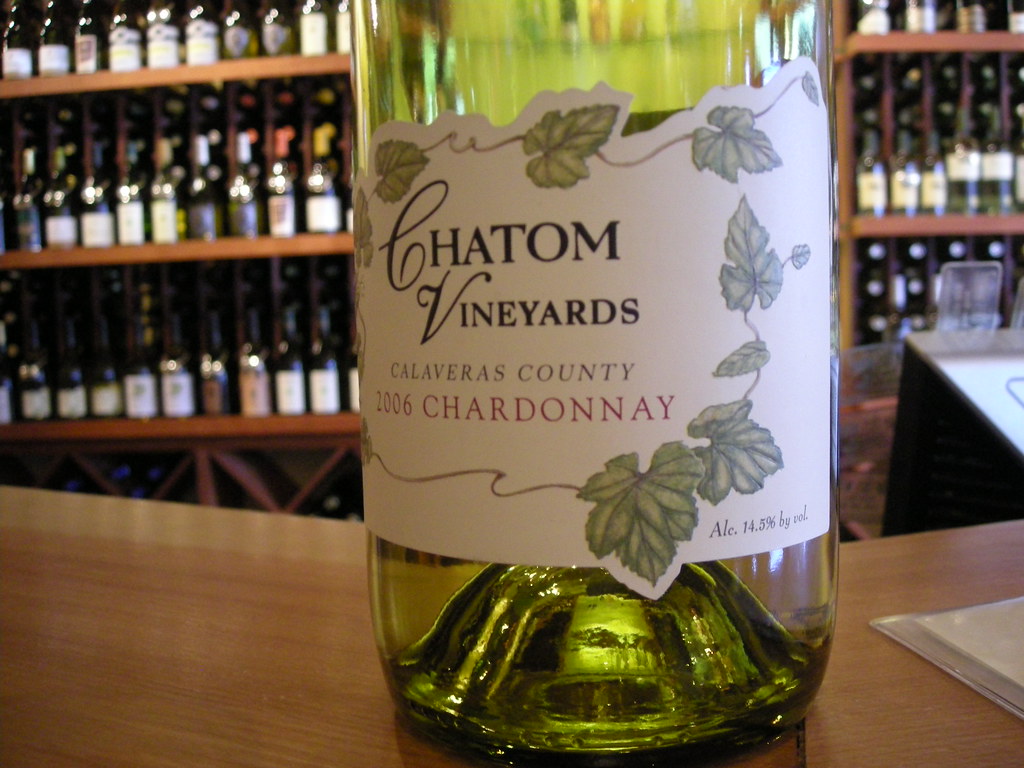 CHATOM
VINEYARDS
CALAVERAS COUNTY
2006 CHARDONNAY
Alc. 14.5% by vol.